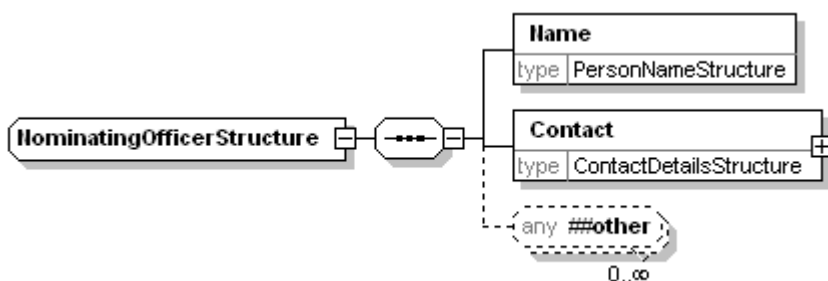 Name
type PersonNameStructure
NominatingOfficerStructure
Contact
type ContactDetailsStructure
any ##other
0..∞